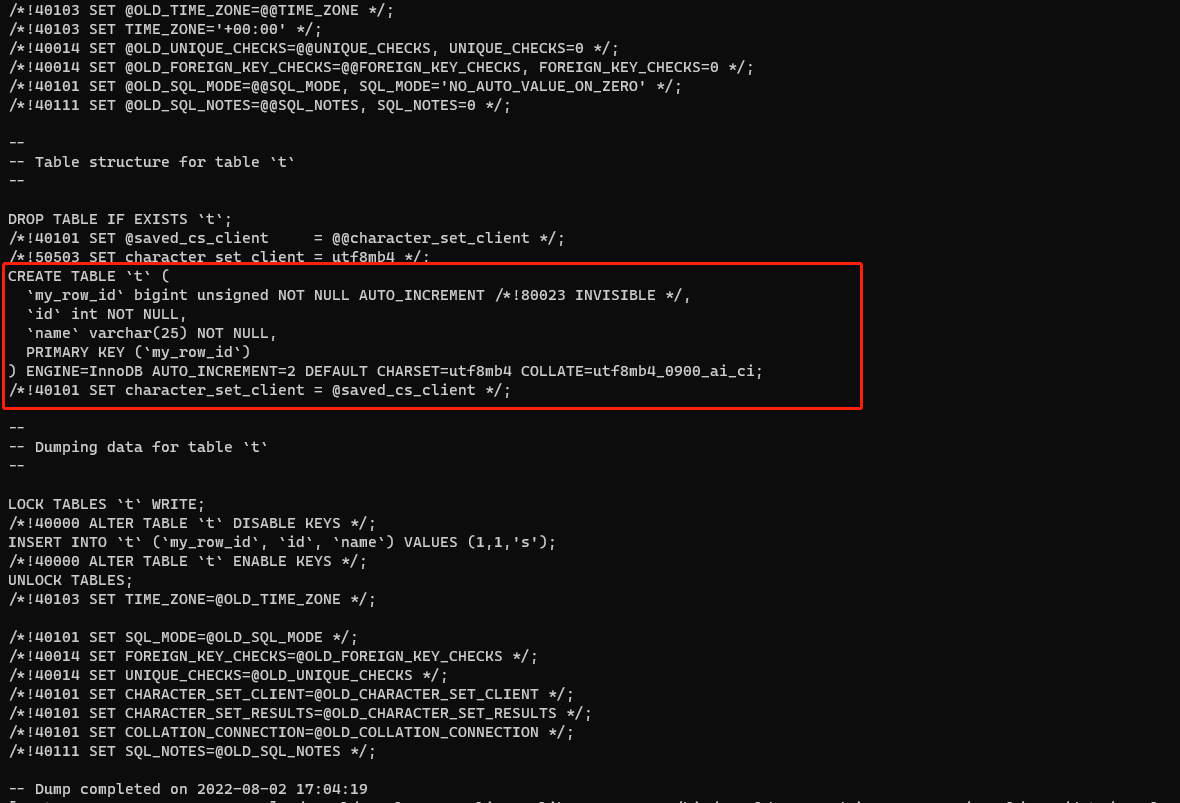 /*!40103 SET @OLD_TIME_ZONE=@@TIME_ZONE */;
/*!40103 SET TIME_ZONE='+00:00' */;
/*!40014 SET @OLD_UNIQUE_CHECKS=@@UNIQUE_CHECKS, UNIQUE_CHECKS=0 */;
/*!40014 SET @OLD_FOREIGN_KEY_CHECKS=@@FOREIGN_KEY_CHECKS, FOREIGN_KEY_CHECKS=0 */;
/*!40101 SET @OLD_SQL_MODE=@@SQL_MODE, SQL_MODE='NO_AUTO_VALUE_ON_ZERO' */;
/*!40111 SET @OLD_SQL_NOTES=@@SQL_NOTES, SQL_NOTES=0 */;

--
-- Table structure for table `t`
--

DROP TABLE IF EXISTS `t`;
/*!40101 SET @saved_cs_client     = @@character_set_client */;
/*!50503 SET character_set_client = utf8mb4 */;
CREATE TABLE `t` (
  `my_row_id` bigint unsigned NOT NULL AUTO_INCREMENT /*!80023 INVISIBLE */,
  `id` int NOT NULL,
  `name` varchar(25) NOT NULL,
  PRIMARY KEY (`my_row_id`)
) ENGINE=InnoDB AUTO_INCREMENT=2 DEFAULT CHARSET=utf8mb4 COLLATE=utf8mb4_0900_ai_ci;
/*!40101 SET character_set_client = @saved_cs_client */;

--
-- Dumping data for table `t`
--

LOCK TABLES `t` WRITE;
/*!40000 ALTER TABLE `t` DISABLE KEYS */;
INSERT INTO `t` (`my_row_id`, `id`, `name`) VALUES (1,1,'s');
/*!40000 ALTER TABLE `t` ENABLE KEYS */;
UNLOCK TABLES;
/*!40103 SET TIME_ZONE=@OLD_TIME_ZONE */;

/*!40101 SET SQL_MODE=@OLD_SQL_MODE */;
/*!40014 SET FOREIGN_KEY_CHECKS=@OLD_FOREIGN_KEY_CHECKS */;
/*!40014 SET UNIQUE_CHECKS=@OLD_UNIQUE_CHECKS */;
/*!40101 SET CHARACTER_SET_CLIENT=@OLD_CHARACTER_SET_CLIENT */;
/*!40101 SET CHARACTER_SET_RESULTS=@OLD_CHARACTER_SET_RESULTS */;
/*!40101 SET COLLATION_CONNECTION=@OLD_COLLATION_CONNECTION */;
/*!40111 SET SQL_NOTES=@OLD_SQL_NOTES */;

-- Dump completed on 2022-08-02 17:04:19